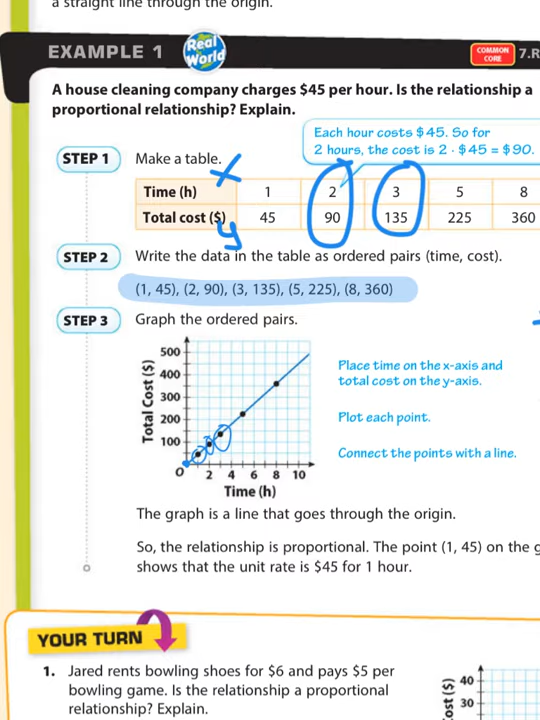 a straight line through the origin.
EXAMPLE 1 Real World COMMON CORE 7.R
A house cleaning company charges $45 per hour. Is the relationship a
proportional relationship? Explain.
Each hour costs $45. So for
2 hours, the cost is 2 · $45 = $90.
STEP 1 Make a table.
x
Time (h) 1 2 3 5 8
Total cost ($) 45 90 135 225 360
y
STEP 2 Write the data in the table as ordered pairs (time, cost).
(1, 45), (2, 90), (3, 135), (5, 225), (8, 360)
STEP 3 Graph the ordered pairs.
Total Cost ($)
500
400
300
200
100
O 2 4 6 8 10
Time (h)
Place time on the x-axis and
total cost on the y-axis.
Plot each point.
Connect the points with a line.
The graph is a line that goes through the origin.
So, the relationship is proportional. The point (1, 45) on the g
shows that the unit rate is $45 for 1 hour.
YOUR TURN
1. Jared rents bowling shoes for $6 and pays $5 per
bowling game. Is the relationship a proportional
relationship? Explain.
ost ($)
40
30